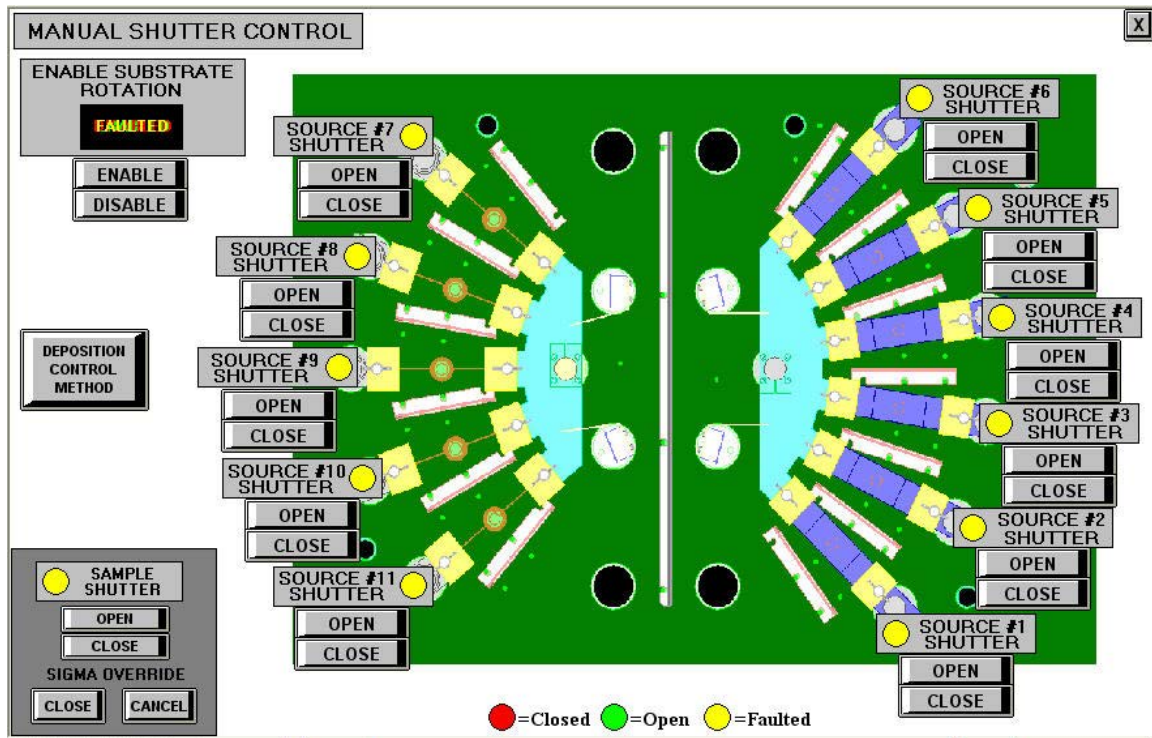 MANUAL SHUTTER CONTROL
X
ENABLE SUBSTRATE
ROTATION
FAULTED
ENABLE
DISABLE
SOURCE #7
SHUTTER
OPEN
CLOSE
SOURCE #8
SHUTTER
OPEN
CLOSE
SOURCE #9
SHUTTER
OPEN
CLOSE
SOURCE #10
SHUTTER
OPEN
CLOSE
SOURCE #11
SHUTTER
OPEN
CLOSE
SOURCE #6
SHUTTER
OPEN
CLOSE
SOURCE #5
SHUTTER
OPEN
CLOSE
SOURCE #4
SHUTTER
OPEN
CLOSE
SOURCE #3
SHUTTER
OPEN
CLOSE
SOURCE #2
SHUTTER
OPEN
CLOSE
SOURCE #1
SHUTTER
OPEN
CLOSE
DEPOSITION
CONTROL
METHOD
SAMPLE
SHUTTER
OPEN
CLOSE
SIGMA OVERRIDE
CLOSE CANCEL
=Closed =Open =Faulted